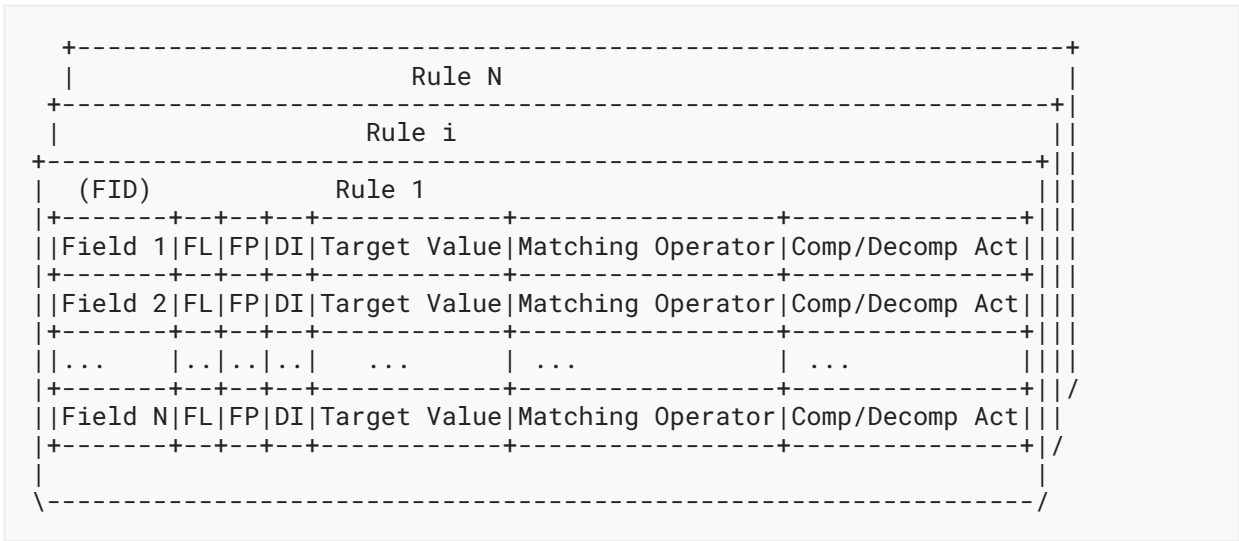 +------------------------------------------------------------------+
|                      Rule N                                      |
+------------------------------------------------------------------+|
|                    Rule i                                        ||
+------------------------------------------------------------------+||
|  (FID)            Rule 1                                         |||
|+-------+--+--+--+------------+-----------------+---------------+|||
||Field 1|FL|FP|DI|Target Value|Matching Operator|Comp/Decomp Act||||
|+-------+--+--+--+------------+-----------------+---------------+|||
||Field 2|FL|FP|DI|Target Value|Matching Operator|Comp/Decomp Act||||
|+-------+--+--+--+------------+-----------------+---------------+|||
||...    |..|..|..|   ...      | ...             | ...           ||||
|+-------+--+--+--+------------+-----------------+---------------+||/
||Field N|FL|FP|DI|Target Value|Matching Operator|Comp/Decomp Act|||
|+-------+--+--+--+------------+-----------------+---------------+|/
|                                                                  |
\------------------------------------------------------------------/